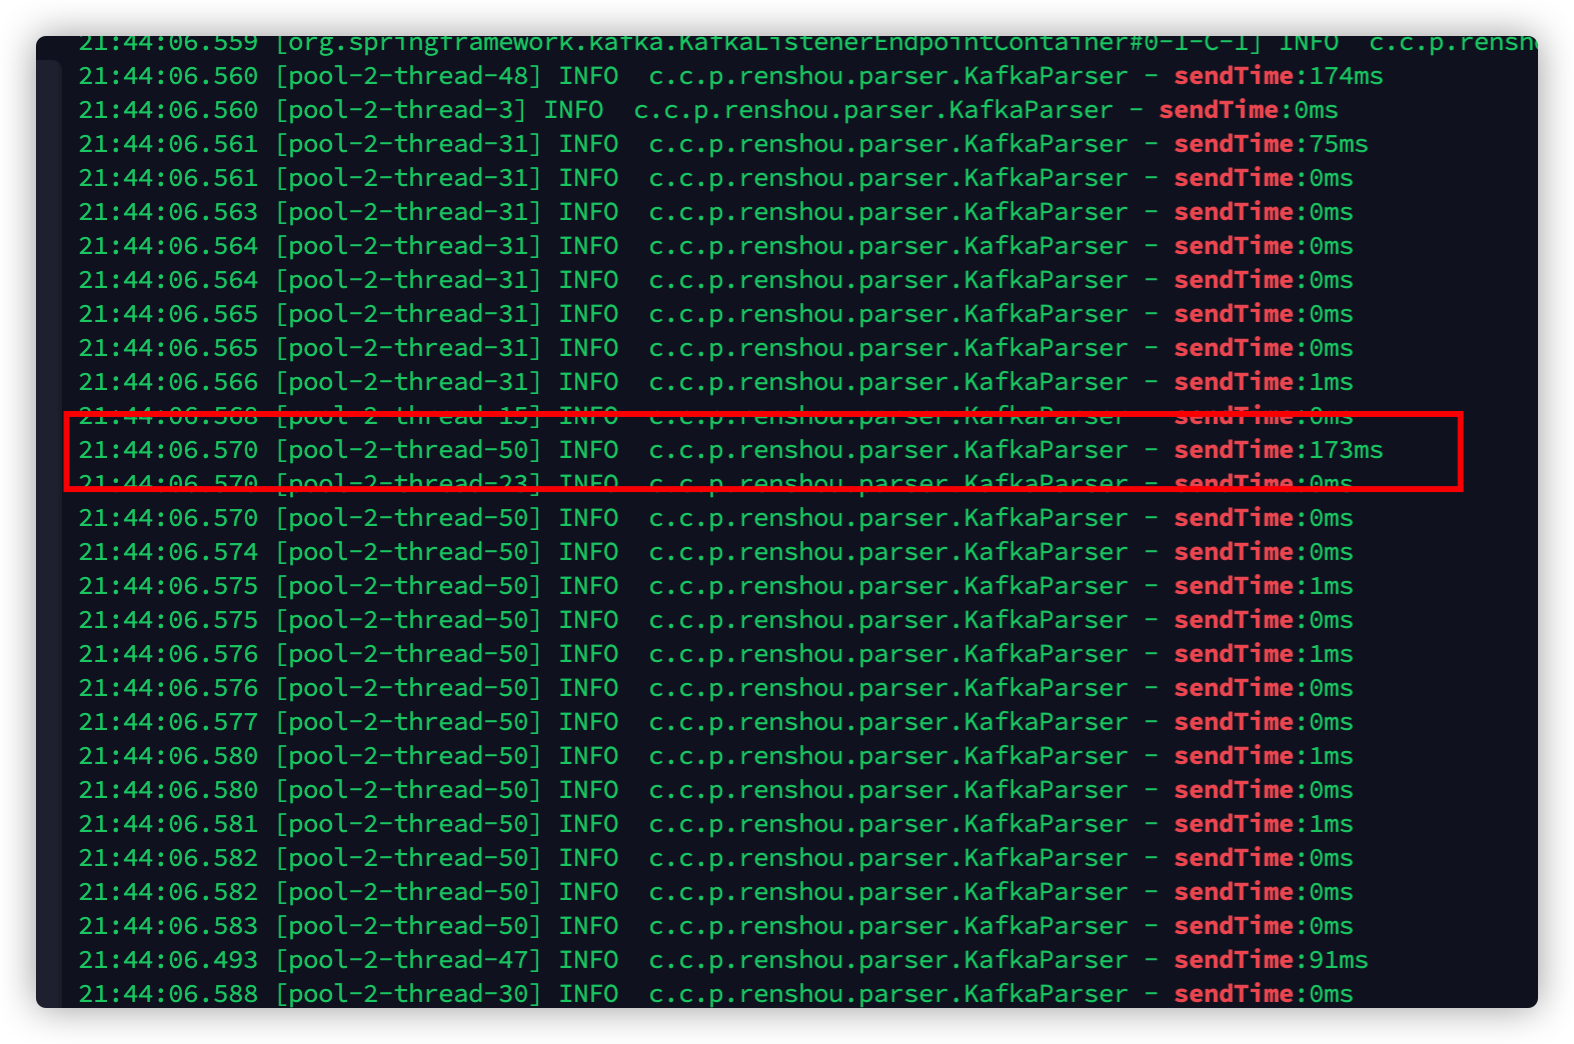 21:44:06.559 [org.springframework.kafka.KafkaListenerEndpointContainer#0-1-C-1] INFO  c.c.p.rensho
21:44:06.560 [pool-2-thread-48] INFO  c.c.p.renshou.parser.KafkaParser - sendTime:174ms
21:44:06.560 [pool-2-thread-3] INFO  c.c.p.renshou.parser.KafkaParser - sendTime:0ms
21:44:06.561 [pool-2-thread-31] INFO  c.c.p.renshou.parser.KafkaParser - sendTime:75ms
21:44:06.561 [pool-2-thread-31] INFO  c.c.p.renshou.parser.KafkaParser - sendTime:0ms
21:44:06.563 [pool-2-thread-31] INFO  c.c.p.renshou.parser.KafkaParser - sendTime:0ms
21:44:06.564 [pool-2-thread-31] INFO  c.c.p.renshou.parser.KafkaParser - sendTime:0ms
21:44:06.564 [pool-2-thread-31] INFO  c.c.p.renshou.parser.KafkaParser - sendTime:0ms
21:44:06.565 [pool-2-thread-31] INFO  c.c.p.renshou.parser.KafkaParser - sendTime:0ms
21:44:06.565 [pool-2-thread-31] INFO  c.c.p.renshou.parser.KafkaParser - sendTime:0ms
21:44:06.566 [pool-2-thread-31] INFO  c.c.p.renshou.parser.KafkaParser - sendTime:1ms
21:44:06.568 [pool-2-thread-15] INFO  c.c.p.renshou.parser.KafkaParser - sendTime:0ms
21:44:06.570 [pool-2-thread-50] INFO  c.c.p.renshou.parser.KafkaParser - sendTime:173ms
21:44:06.570 [pool-2-thread-23] INFO  c.c.p.renshou.parser.KafkaParser - sendTime:0ms
21:44:06.570 [pool-2-thread-50] INFO  c.c.p.renshou.parser.KafkaParser - sendTime:0ms
21:44:06.574 [pool-2-thread-50] INFO  c.c.p.renshou.parser.KafkaParser - sendTime:0ms
21:44:06.575 [pool-2-thread-50] INFO  c.c.p.renshou.parser.KafkaParser - sendTime:1ms
21:44:06.575 [pool-2-thread-50] INFO  c.c.p.renshou.parser.KafkaParser - sendTime:0ms
21:44:06.576 [pool-2-thread-50] INFO  c.c.p.renshou.parser.KafkaParser - sendTime:1ms
21:44:06.576 [pool-2-thread-50] INFO  c.c.p.renshou.parser.KafkaParser - sendTime:0ms
21:44:06.577 [pool-2-thread-50] INFO  c.c.p.renshou.parser.KafkaParser - sendTime:0ms
21:44:06.580 [pool-2-thread-50] INFO  c.c.p.renshou.parser.KafkaParser - sendTime:1ms
21:44:06.580 [pool-2-thread-50] INFO  c.c.p.renshou.parser.KafkaParser - sendTime:0ms
21:44:06.581 [pool-2-thread-50] INFO  c.c.p.renshou.parser.KafkaParser - sendTime:1ms
21:44:06.582 [pool-2-thread-50] INFO  c.c.p.renshou.parser.KafkaParser - sendTime:0ms
21:44:06.582 [pool-2-thread-50] INFO  c.c.p.renshou.parser.KafkaParser - sendTime:0ms
21:44:06.583 [pool-2-thread-50] INFO  c.c.p.renshou.parser.KafkaParser - sendTime:0ms
21:44:06.493 [pool-2-thread-47] INFO  c.c.p.renshou.parser.KafkaParser - sendTime:91ms
21:44:06.588 [pool-2-thread-30] INFO  c.c.p.renshou.parser.KafkaParser - sendTime:0ms